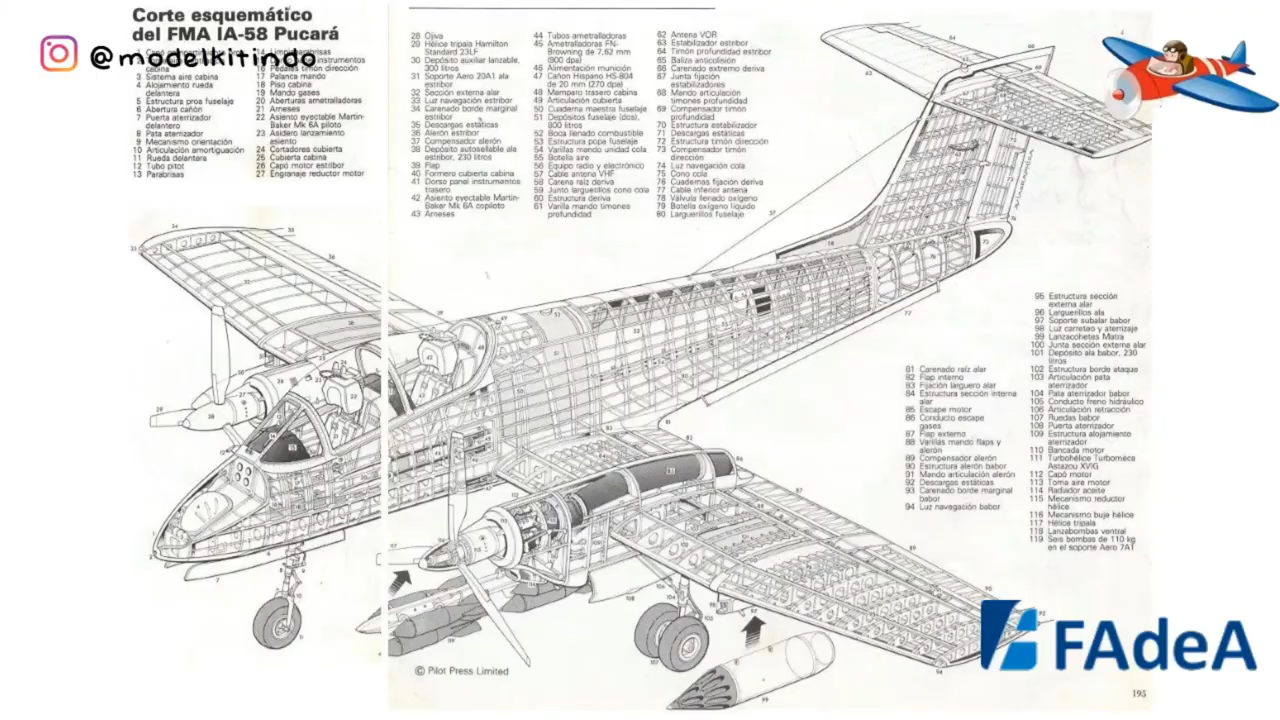 Corte esquemático
del FMA IA-58 Pucará
@modelkitindo
cabina
3 Sistema aire cabina
4 Alojamiento rueda
delantera
5 Estructura proa fuselaje
6 Abertura cañón
7 Puerta aterrizador
delantero
8 Pata aterrizador
9 Mecanismo orientación
10 Articulación amortiguación
11 Rueda delantera
12 Tubo pitot
13 Parabrisas
14 Limpiaparabrisas
16 Pedales timón dirección
17 Palanca mando
18 Piso cabina
19 Mando gases
20 Aberturas ametralladoras
21 Arneses
22 Asiento eyectable Martin-
Baker Mk 6A piloto
23 Asidero lanzamiento
asiento
24 Cortadores cubierta
25 Cubierta cabina
26 Capó motor estribor
27 Engranaje reductor motor
28 Ojiva
29 Hélice tripala Hamilton
Standard 23LF
30 Depósito auxiliar lanzable,
300 litros
31 Soporte Aero 20A1 ala
estribor
32 Sección externa alar
33 Luz navegación estribor
34 Carenado borde marginal
estribor
35 Descargas estáticas
36 Alerón estribor
37 Compensador alerón
38 Depósito autosellable ala
estribor, 230 litros
39 Flap
40 Formero cubierta cabina
41 Dorso panel instrumentos
trasero
42 Asiento eyectable Martin-
Baker Mk 6A copiloto
43 Arneses
44 Tubos ametralladoras
45 Ametralladoras FN-
Browning de 7,62 mm
(900 dpa)
46 Alimentación munición
47 Cañon Hispano HS-804
de 20 mm (270 dpa)
48 Mamparo trasero cabina
49 Articulación cubierta
50 Cuaderna maestra fuselaje
51 Depósitos fuselaje (dos),
800 litros
52 Boca llenado combustible
53 Estructura popa fuselaje
54 Varillas mando unidad cola
55 Botella aire
56 Equipo radio y electrónico
57 Cable antena VHF
58 Carena raíz deriva
59 Junto larguerillos cono cola
60 Estructura deriva
61 Varilla mando timones
profundidad
62 Antena VOR
63 Estabilizador estribor
64 Timón profundidad estribor
65 Baliza anticolisión
66 Carenado extremo deriva
67 Junta fijación
estabilizadores
68 Mando articulación
timones profundidad
69 Compensador timón
profundidad
70 Estructura estabilizador
71 Descargas estáticas
72 Estructura timón dirección
73 Compensador timón
dirección
74 Luz navegación cola
75 Cono cola
76 Cuadernas fijación deriva
77 Cable inferior antena
78 Válvula llenado oxígeno
79 Botella oxígeno líquido
80 Larguerillos fuselaje
81 Carenado raíz alar
82 Flap interno
83 Fijación larguero alar
84 Estructura sección interna
alar
85 Escape motor
86 Conducto escape
gases
87 Flap externo
88 Varillas mando flaps y
alerón
89 Compensador alerón
90 Estructura alerón babor
91 Mando articulación alerón
92 Descargas estáticas
93 Carenado borde marginal
babor
94 Luz navegación babor
95 Estructura sección
externa alar
96 Larguerillos ala
97 Soporte subalar babor
98 Luz carreteo y aterrizaje
99 Lanzacohetes Matra
100 Junta sección externa alar
101 Depósito ala babor, 230
litros
102 Estructura borde ataque
103 Articulación pata
aterrizador
104 Pata aterrizador babor
105 Conducto freno hidráulico
106 Articulación retracción
107 Ruedas babor
108 Puerta aterrizador
109 Estructura alojamiento
aterrizador
110 Bancada motor
111 Turbohélice Turbomeca
Astazou XVIG
112 Capó motor
113 Toma aire motor
114 Radiador aceite
115 Mecanismo reductor
hélice
116 Mecanismo buje hélice
117 Hélice tripala
118 Lanzabombas ventral
119 Seis bombas de 110 kg
en el soporte Aero 7A1
© Pilot Press Limited
FAdeA
195